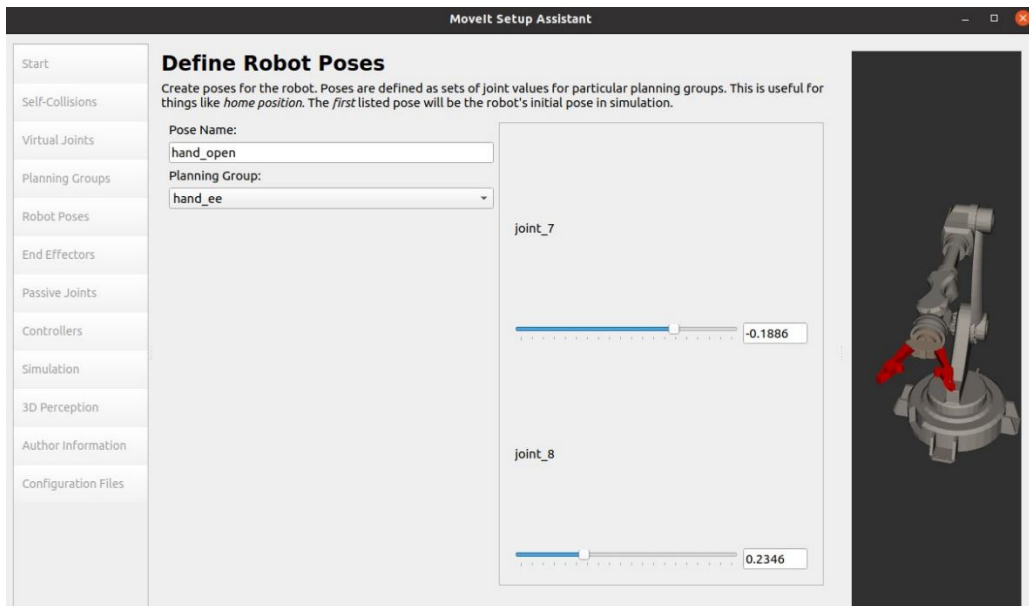 MoveIt Setup Assistant
Start
Self-Collisions
Virtual Joints
Planning Groups
Robot Poses
End Effectors
Passive Joints
Controllers
Simulation
3D Perception
Author Information
Configuration Files
Define Robot Poses
Create poses for the robot. Poses are defined as sets of joint values for particular planning groups. This is useful for
things like home position. The first listed pose will be the robot's initial pose in simulation.
Pose Name:
hand_open
Planning Group:
hand_ee
joint_7
-0.1886
joint_8
0.2346